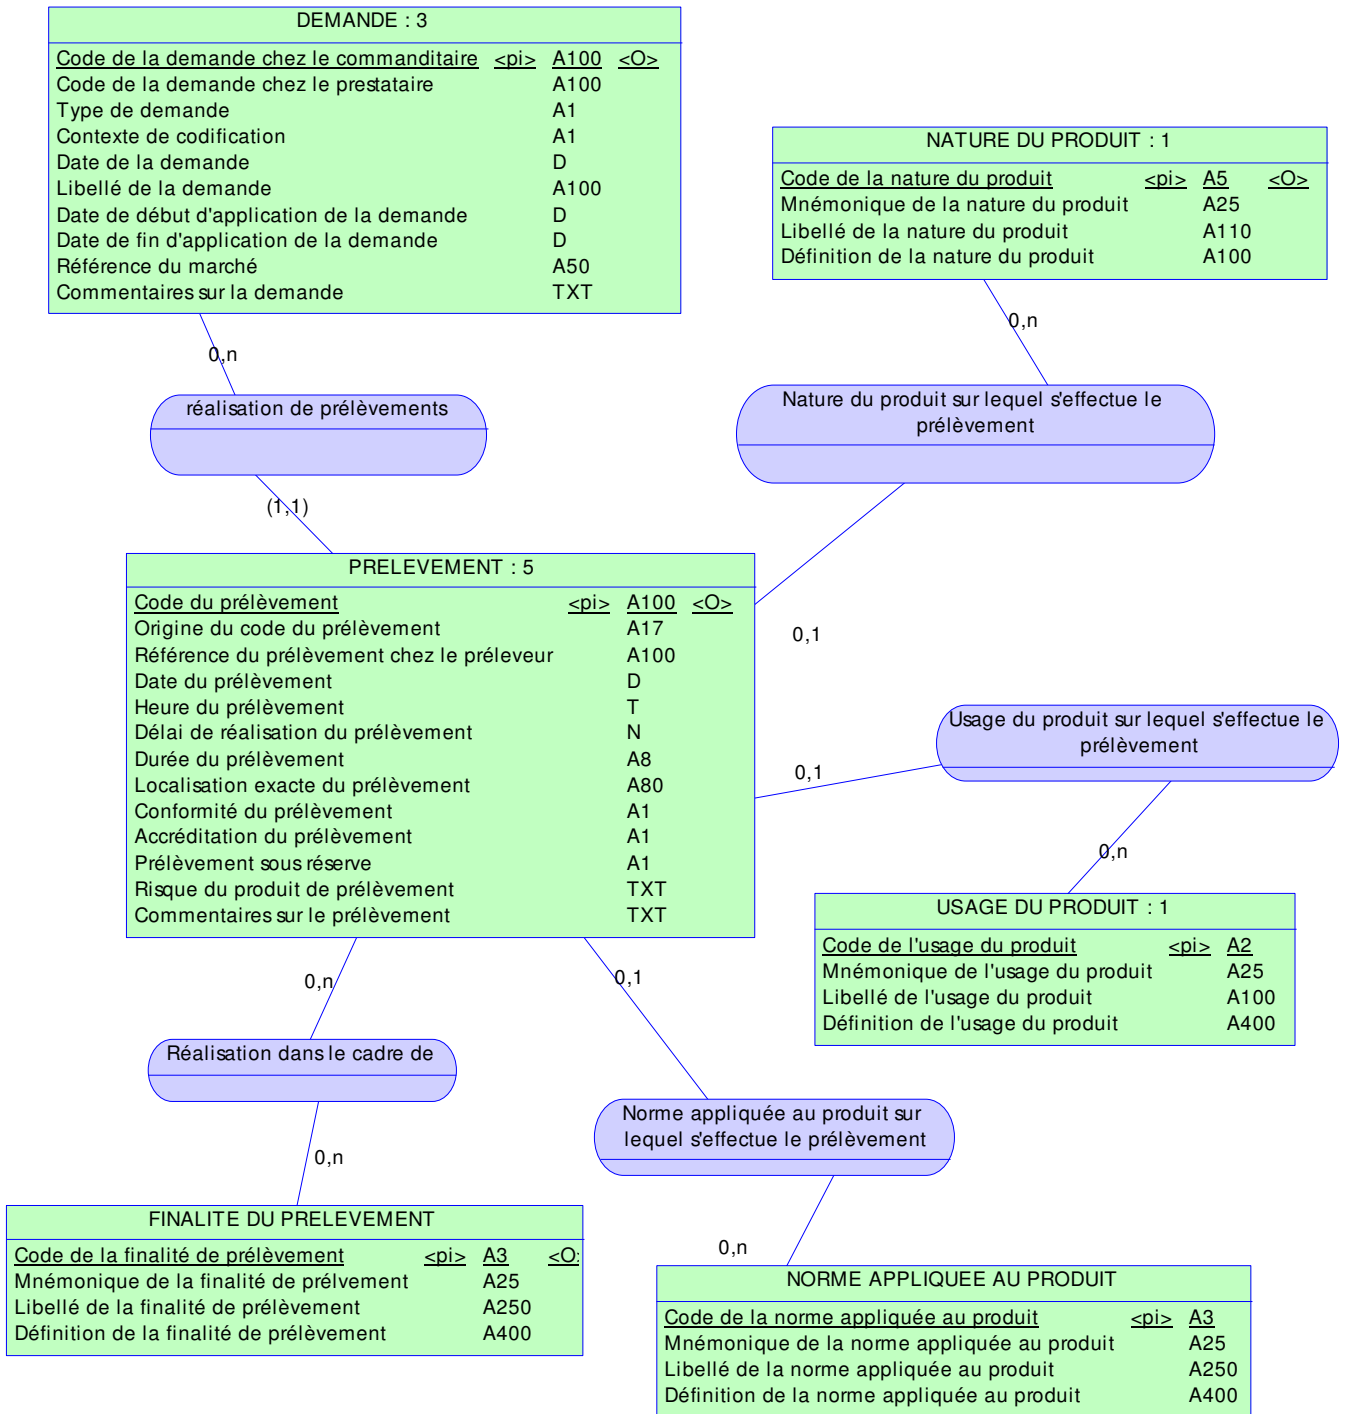 DEMANDE : 3
Code de la demande chez le commanditaire <pi> A100 <O>
Code de la demande chez le prestataire A100
Type de demande A1
Contexte de codification A1
Date de la demande D
Libellé de la demande A100
Date de début d'application de la demande D
Date de fin d'application de la demande D
Référence du marché A50
Commentaires sur la demande TXT
NATURE DU PRODUIT : 1
Code de la nature du produit <pi> A5 <O>
Mnémonique de la nature du produit A25
Libellé de la nature du produit A110
Définition de la nature du produit A100
0,n
0,n
réalisation de prélèvements
Nature du produit sur lequel s'effectue le
prélèvement
(1,1)
0,1
PRELEVEMENT : 5
Code du prélèvement <pi> A100 <O>
Origine du code du prélèvement A17
Référence du prélèvement chez le préleveur A100
Date du prélèvement D
Heure du prélèvement T
Délai de réalisation du prélèvement N
Durée du prélèvement A8
Localisation exacte du prélèvement A80
Conformité du prélèvement A1
Accréditation du prélèvement A1
Prélèvement sous réserve A1
Risque du produit de prélèvement TXT
Commentaires sur le prélèvement TXT
Usage du produit sur lequel s'effectue le
prélèvement
0,1
0,n
USAGE DU PRODUIT : 1
Code de l'usage du produit <pi> A2
Mnémonique de l'usage du produit A25
Libellé de l'usage du produit A100
Définition de l'usage du produit A400
0,n
0,1
Réalisation dans le cadre de
Norme appliquée au produit sur
lequel s'effectue le prélèvement
0,n
0,n
FINALITE DU PRELEVEMENT
Code de la finalité de prélèvement <pi> A3 <O>
Mnémonique de la finalité de prélvement A25
Libellé de la finalité de prélèvement A250
Définition de la finalité de prélèvement A400
NORME APPLIQUEE AU PRODUIT
Code de la norme appliquée au produit <pi> A3
Mnémonique de la norme appliquée au produit A25
Libellé de la norme appliquée au produit A250
Définition de la norme appliquée au produit A400